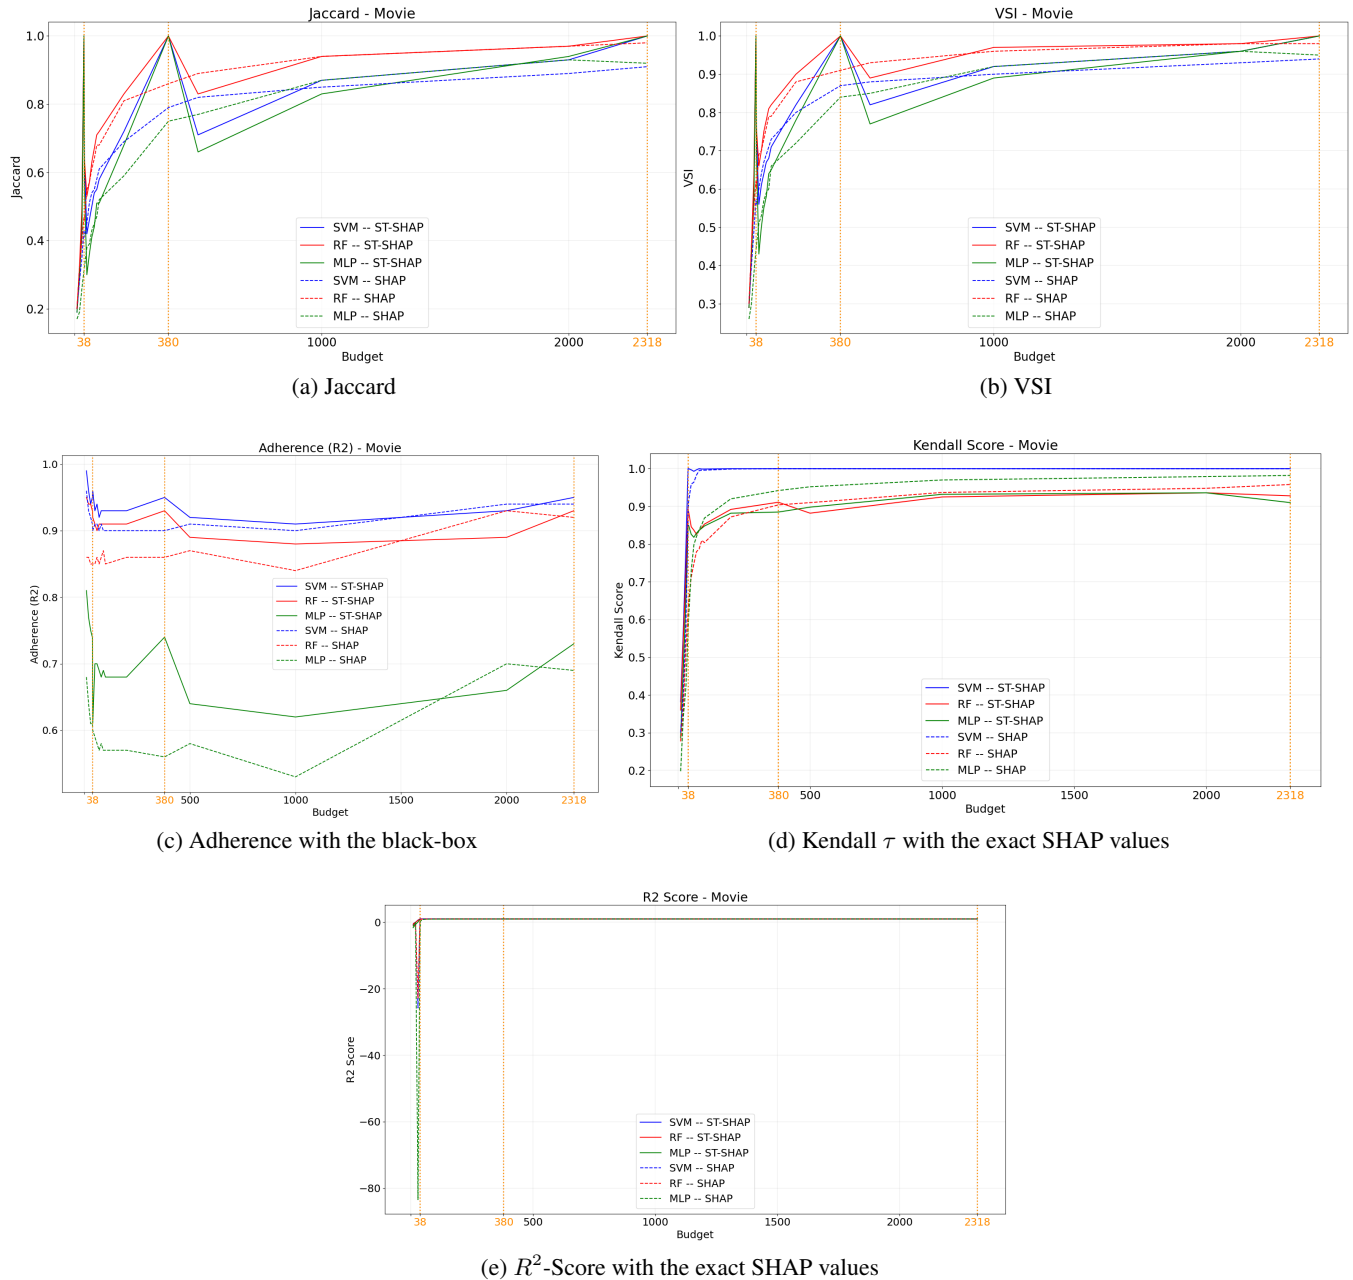 Jaccard - Movie
Jaccard
1.0
0.8
0.6
0.4
0.2
SVM -- ST-SHAP
RF -- ST-SHAP
MLP -- ST-SHAP
SVM -- SHAP
RF -- SHAP
MLP -- SHAP
38 380 1000 2000 2318
Budget
(a) Jaccard
VSI - Movie
VSI
1.0
0.9
0.8
0.7
0.6
0.5
0.4
0.3
SVM -- ST-SHAP
RF -- ST-SHAP
MLP -- ST-SHAP
SVM -- SHAP
RF -- SHAP
MLP -- SHAP
38 380 1000 2000 2318
Budget
(b) VSI
Adherence (R2) - Movie
Adherence (R2)
1.0
0.9
0.8
0.7
0.6
SVM -- ST-SHAP
RF -- ST-SHAP
MLP -- ST-SHAP
SVM -- SHAP
RF -- SHAP
MLP -- SHAP
38 380 500 1000 1500 2000 2318
Budget
(c) Adherence with the black-box
Kendall Score - Movie
Kendall Score
1.0
0.9
0.8
0.7
0.6
0.5
0.4
0.3
0.2
SVM -- ST-SHAP
RF -- ST-SHAP
MLP -- ST-SHAP
SVM -- SHAP
RF -- SHAP
MLP -- SHAP
38 380 500 1000 1500 2000 2318
Budget
(d) Kendall τ with the exact SHAP values
R2 Score - Movie
R2 Score
0
−20
−40
−60
−80
SVM -- ST-SHAP
RF -- ST-SHAP
MLP -- ST-SHAP
SVM -- SHAP
RF -- SHAP
MLP -- SHAP
38 380 500 1000 1500 2000 2318
Budget
(e) R²-Score with the exact SHAP values